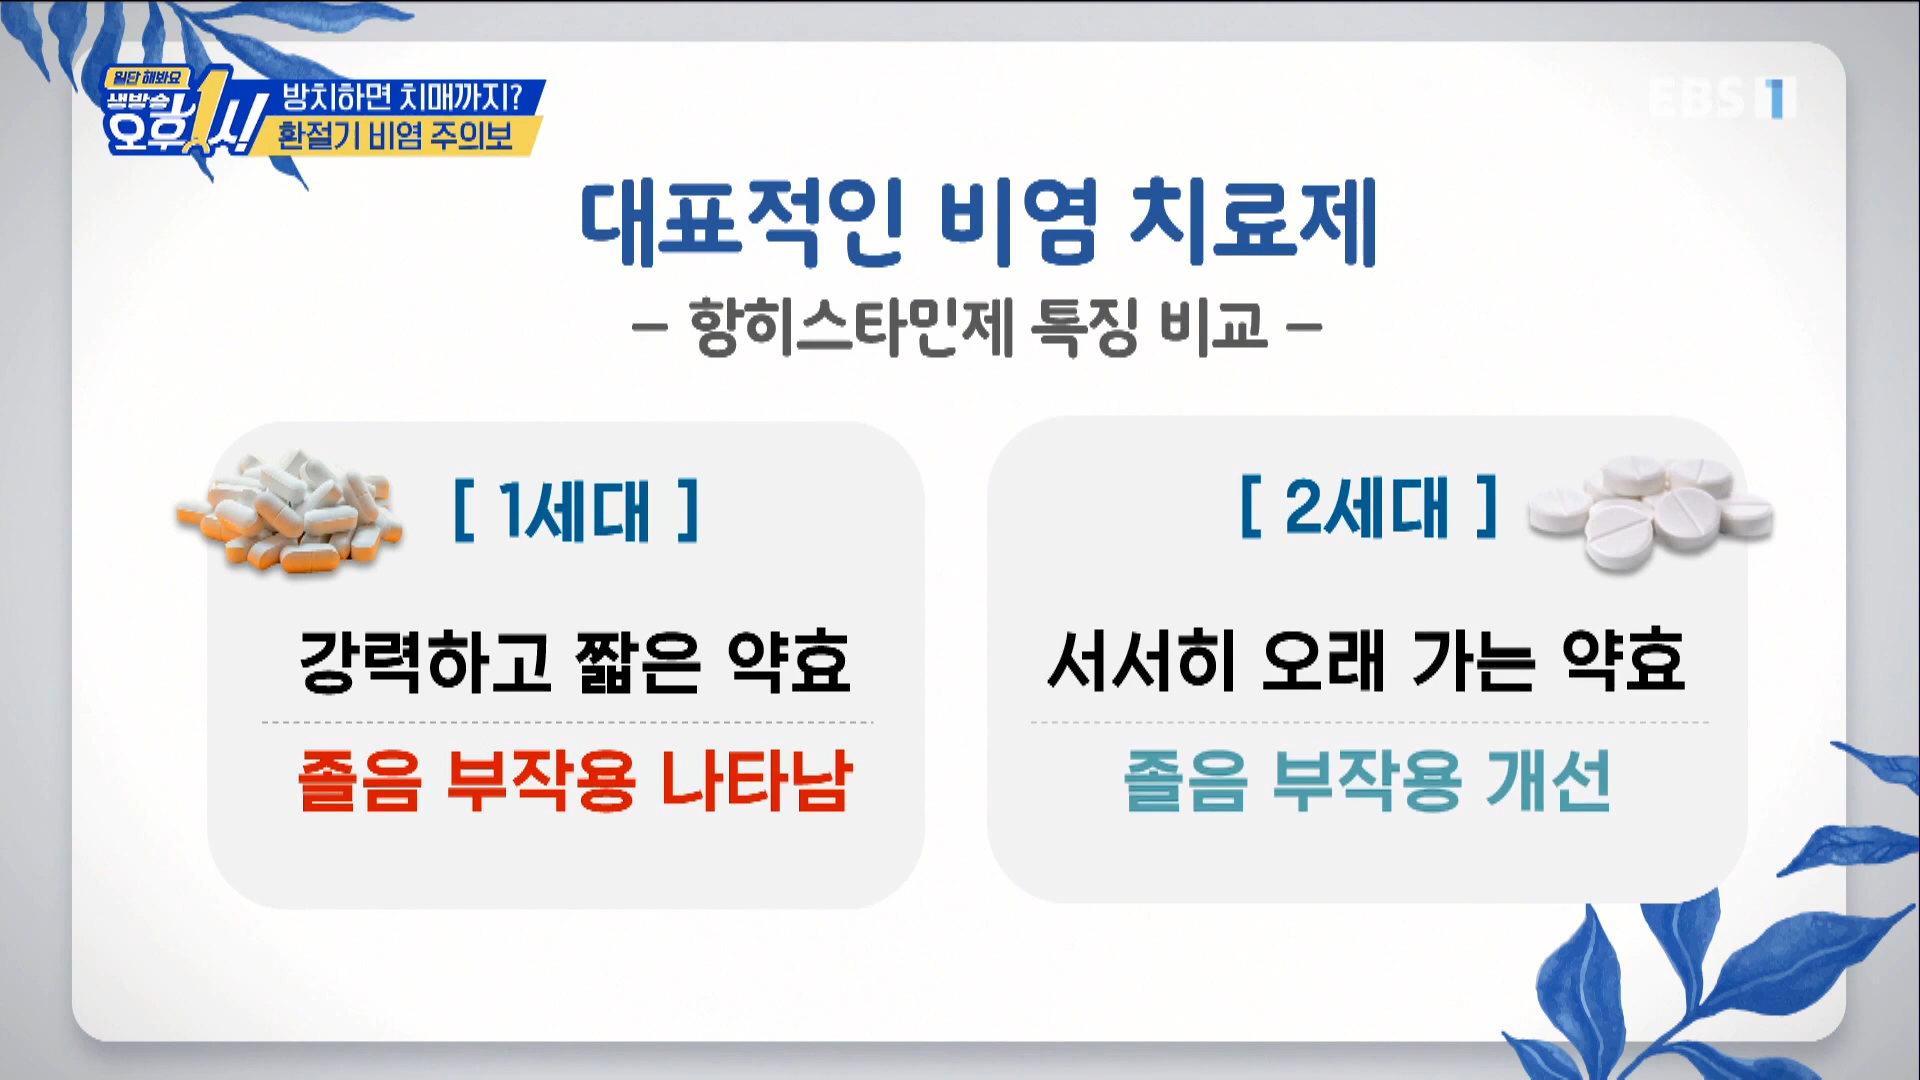 일단 해봐요
생방송
오후1시!
방치하면 치매까지?
환절기 비염 주의보
EBS 1
대표적인 비염 치료제
- 항히스타민제 특징 비교 -
[ 1세대 ]
강력하고 짧은 약효
졸음 부작용 나타남
[ 2세대 ]
서서히 오래 가는 약효
졸음 부작용 개선